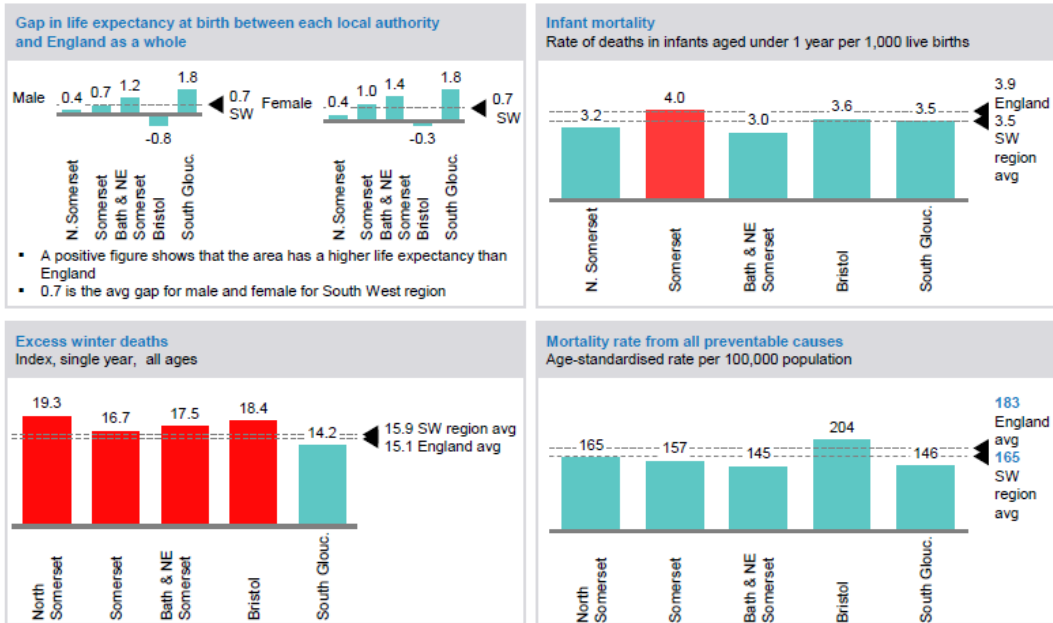 Gap in life expectancy at birth between each local authority
and England as a whole
Male
0.4
0.7
1.2
-0.8
1.8
0.7
SW
N. Somerset
Somerset
Bath & NE
Somerset
Bristol
South Glouc.
Female
0.4
1.0
1.4
-0.3
1.8
0.7
SW
N. Somerset
Somerset
Bath & NE
Somerset
Bristol
South Glouc.
▪ A positive figure shows that the area has a higher life expectancy than
England
▪ 0.7 is the avg gap for male and female for South West region
Infant mortality
Rate of deaths in infants aged under 1 year per 1,000 live births
3.2
4.0
3.0
3.6
3.5
3.9
England
3.5
SW
region
avg
N. Somerset
Somerset
Bath & NE
Somerset
Bristol
South Glouc.
Excess winter deaths
Index, single year, all ages
19.3
16.7
17.5
18.4
14.2
15.9 SW region avg
15.1 England avg
North
Somerset
Somerset
Bath & NE
Somerset
Bristol
South Glouc.
Mortality rate from all preventable causes
Age-standardised rate per 100,000 population
165
157
145
204
146
183
England
avg
165
SW
region
avg
North
Somerset
Somerset
Bath & NE
Somerset
Bristol
South Glouc.